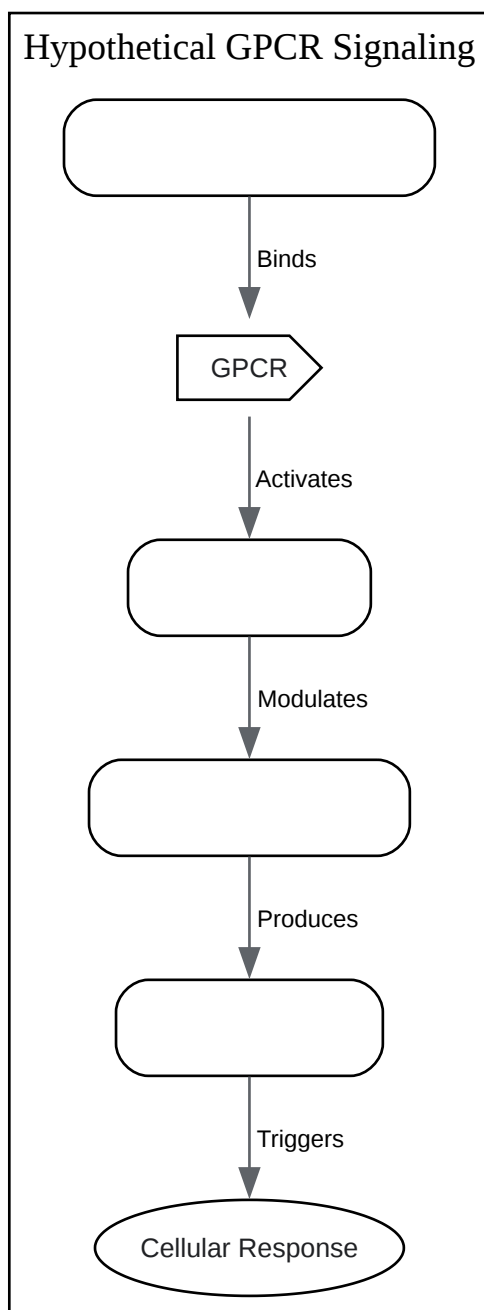 Hypothetical GPCR Signaling
Binds
GPCR
Activates
Modulates
Produces
Triggers
Cellular Response